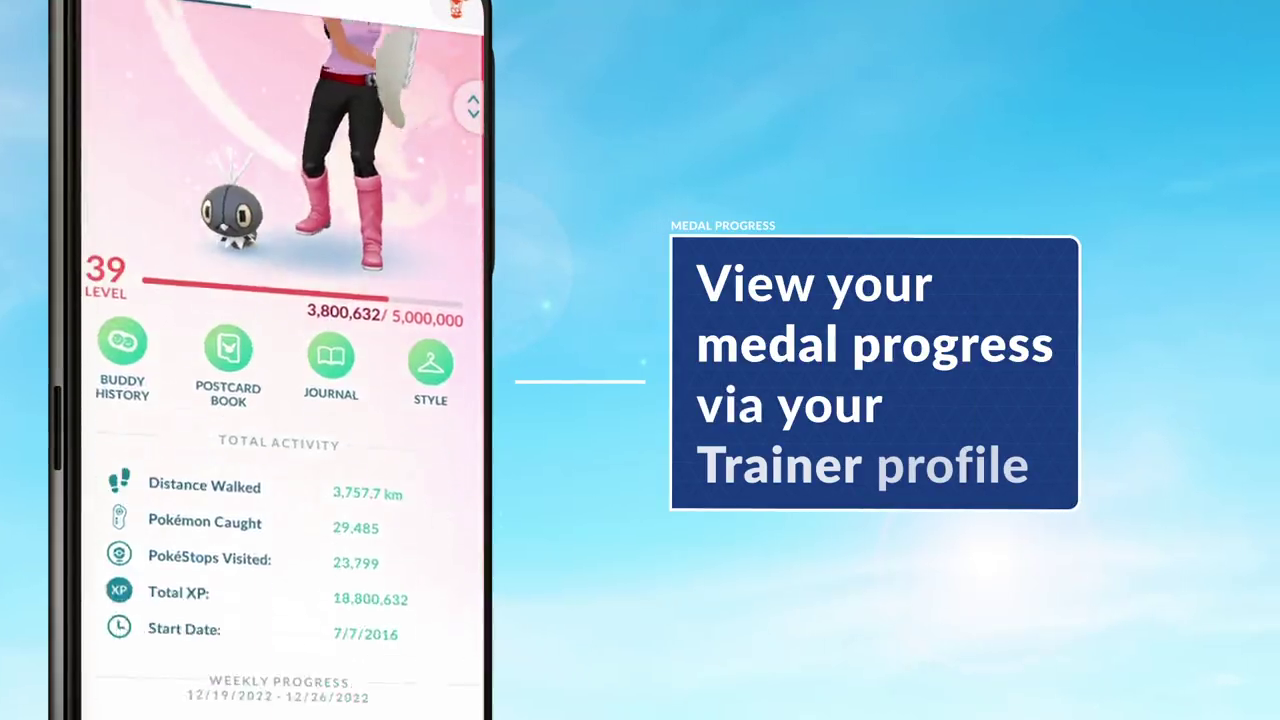 39
LEVEL
3,800,632/ 5,000,000
BUDDY
HISTORY
POSTCARD
BOOK
JOURNAL
STYLE
TOTAL ACTIVITY
Distance Walked 3,757.7 km
Pokémon Caught 29,485
PokéStops Visited: 23,799
XP Total XP: 18,800,632
Start Date: 7/7/2016
WEEKLY PROGRESS
12/19/2022 - 12/26/2022
MEDAL PROGRESS
View your
medal progress
via your
Trainer profile